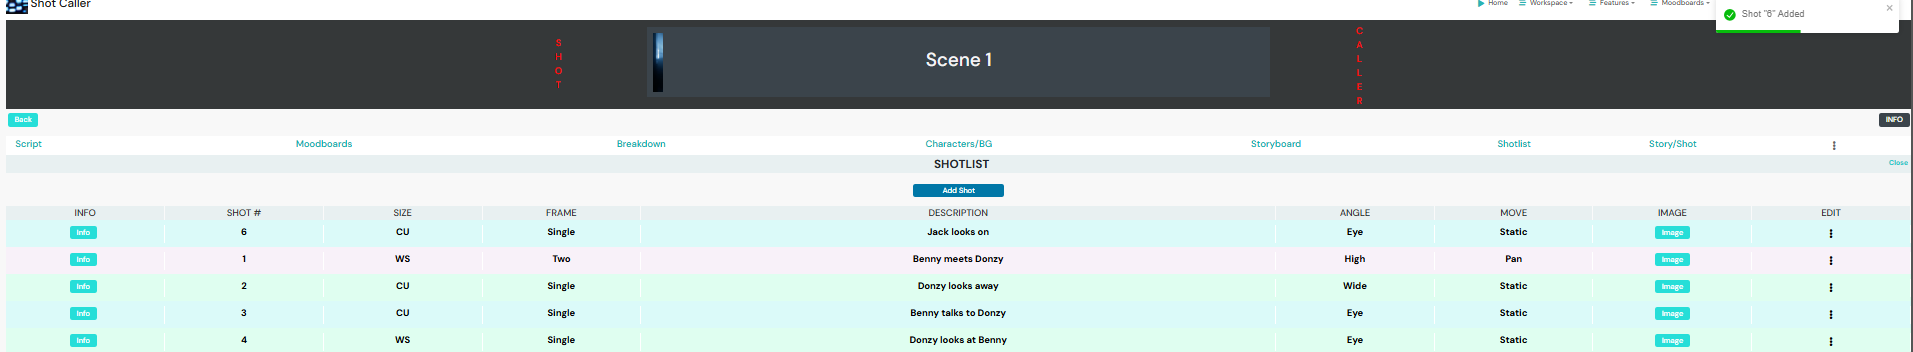 Shot Caller
Home Workspace Features Moodboards
Shot "6" Added
SHOT
Scene 1
CALLER
Back
INFO
Script Moodboards Breakdown Characters/BG Storyboard Shotlist Story/Shot
SHOTLIST
Close
Add Shot
INFO SHOT # SIZE FRAME DESCRIPTION ANGLE MOVE IMAGE EDIT
Info 6 CU Single Jack looks on Eye Static Image
Info 1 WS Two Benny meets Donzy High Pan Image
Info 2 CU Single Donzy looks away Wide Static Image
Info 3 CU Single Benny talks to Donzy Eye Static Image
Info 4 WS Single Donzy looks at Benny Eye Static Image